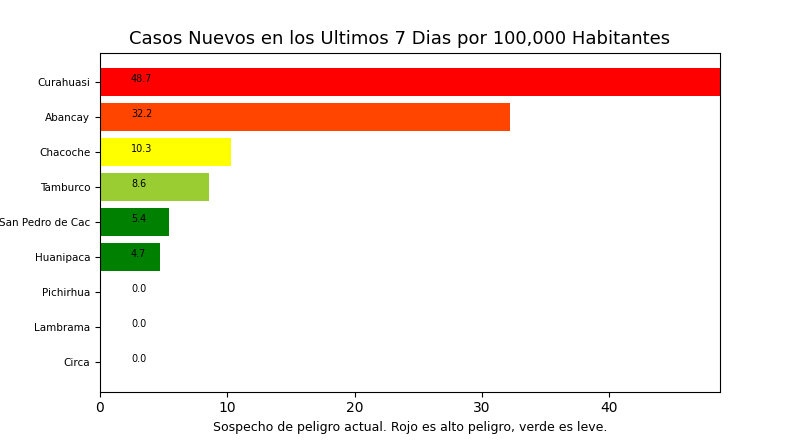 Casos Nuevos en los Ultimos 7 Dias por 100,000 Habitantes
Curahuasi 48.7
Abancay 32.2
Chacoche 10.3
Tamburco 8.6
San Pedro de Cac 5.4
Huanipaca 4.7
Pichirhua 0.0
Lambrama 0.0
Circa 0.0
0 10 20 30 40
Sospecho de peligro actual. Rojo es alto peligro, verde es leve.